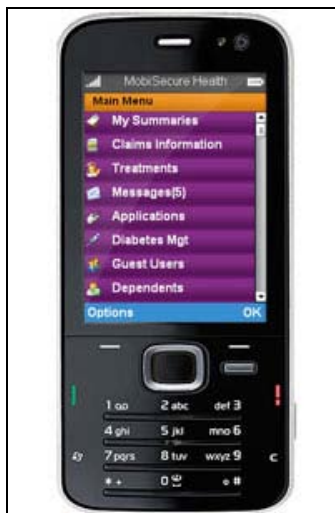 MobiSecure Health
Main Menu
My Summaries
Claims Information
Treatments
Messages(5)
Applications
Diabetes Mgt
Guest Users
Dependents
Options OK
1 2 abc def 3
4 ghi 5 jkl mno 6
7 pqrs 8 tuv wxyz 9 c
* + 0 #